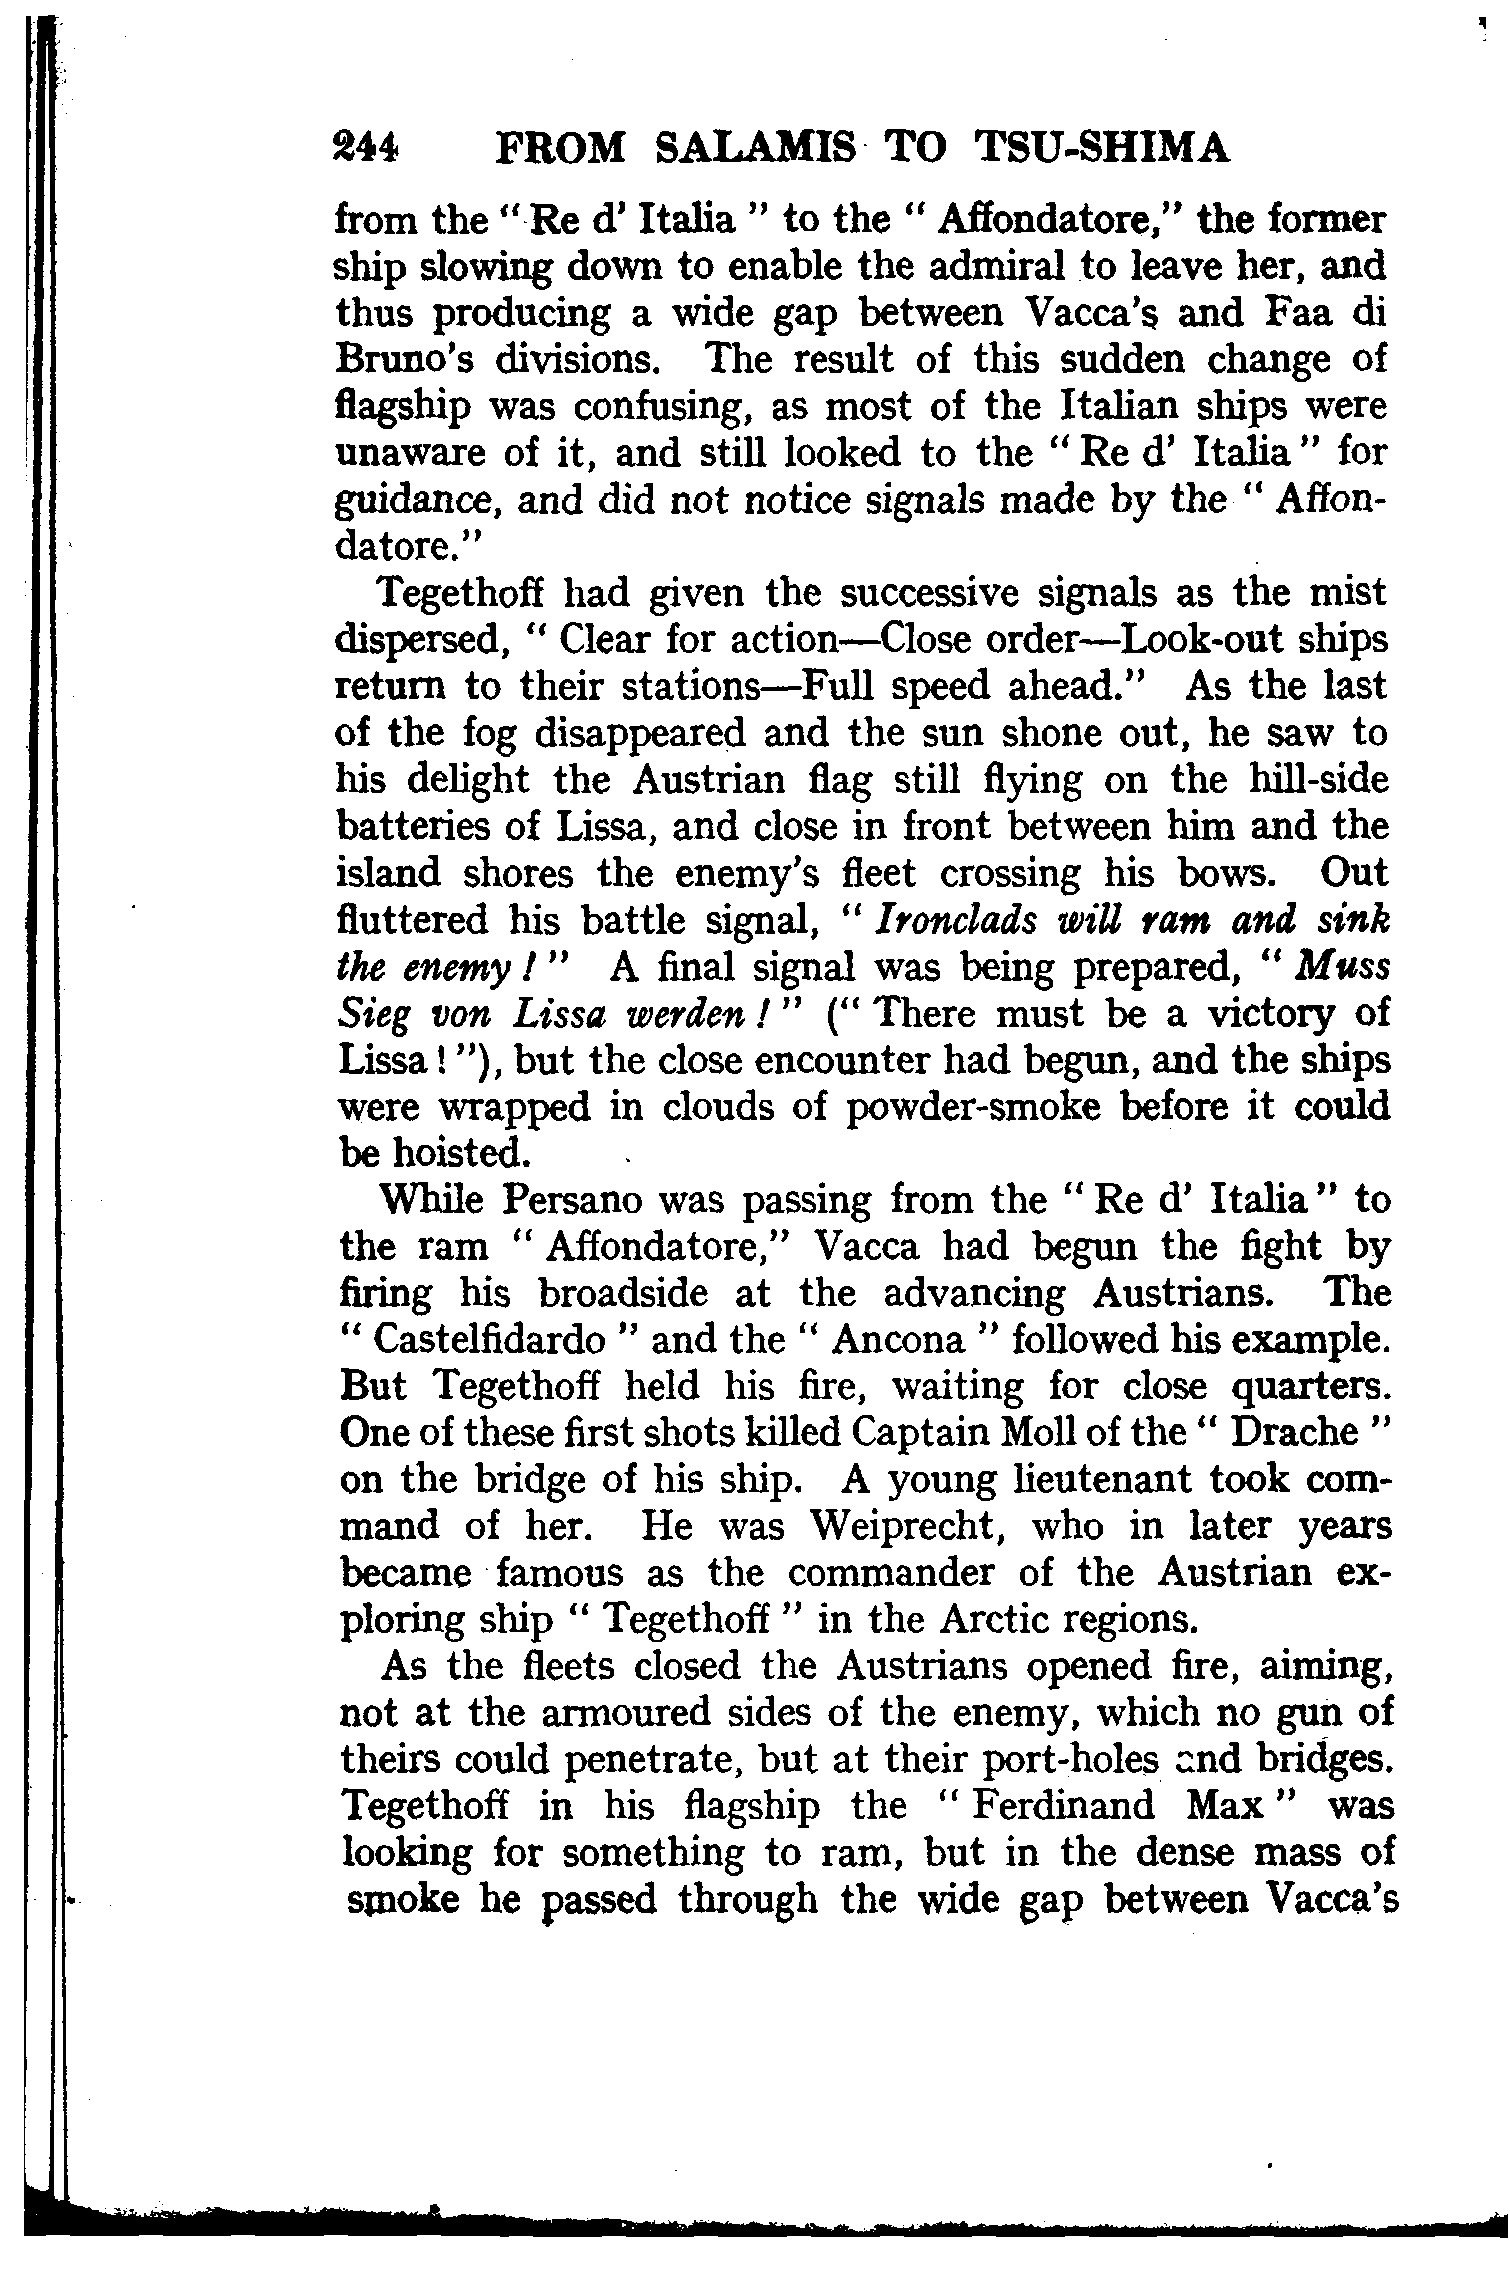 244 FROM SALAMIS TO TSU-SHIMA
from the " Re d' Italia " to the " Affondatore," the former
ship slowing down to enable the admiral to leave her, and
thus producing a wide gap between Vacca's and Faa di
Bruno's divisions. The result of this sudden change of
flagship was confusing, as most of the Italian ships were
unaware of it, and still looked to the " Re d' Italia " for
guidance, and did not notice signals made by the " Affon-
datore."
Tegethoff had given the successive signals as the mist
dispersed, " Clear for action—Close order—Look-out ships
return to their stations—Full speed ahead." As the last
of the fog disappeared and the sun shone out, he saw to
his delight the Austrian flag still flying on the hill-side
batteries of Lissa, and close in front between him and the
island shores the enemy's fleet crossing his bows. Out
fluttered his battle signal, " Ironclads will ram and sink
the enemy ! " A final signal was being prepared, " Muss
Sieg von Lissa werden ! " (" There must be a victory of
Lissa ! "), but the close encounter had begun, and the ships
were wrapped in clouds of powder-smoke before it could
be hoisted.
While Persano was passing from the " Re d' Italia " to
the ram " Affondatore," Vacca had begun the fight by
firing his broadside at the advancing Austrians. The
" Castelfidardo " and the " Ancona " followed his example.
But Tegethoff held his fire, waiting for close quarters.
One of these first shots killed Captain Moll of the " Drache "
on the bridge of his ship. A young lieutenant took com-
mand of her. He was Weiprecht, who in later years
became famous as the commander of the Austrian ex-
ploring ship " Tegethoff " in the Arctic regions.
As the fleets closed the Austrians opened fire, aiming,
not at the armoured sides of the enemy, which no gun of
theirs could penetrate, but at their port-holes and bridges.
Tegethoff in his flagship the " Ferdinand Max " was
looking for something to ram, but in the dense mass of
smoke he passed through the wide gap between Vacca's